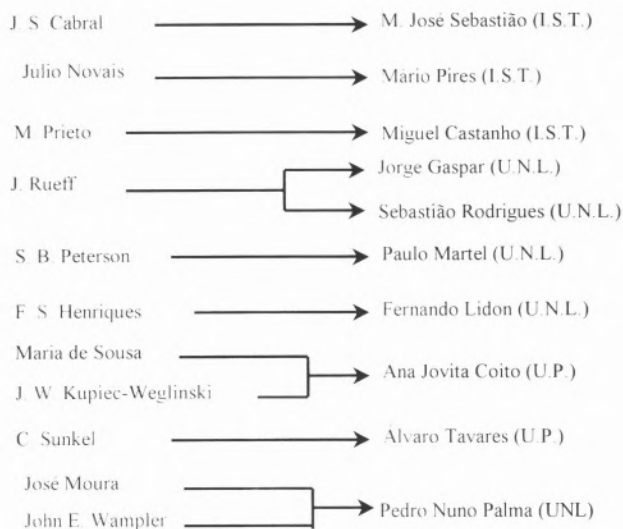 J. S. Cabral M. José Sebastião (I.S.T.)
Julio Novais Mário Pires (I.S.T.)
M. Prieto Miguel Castanho (I.S.T.)
Jorge Gaspar (U.N.L.)
J. Rueff
Sebastião Rodrigues (U.N.L.)
S. B. Peterson Paulo Martel (U.N.L.)
F. S. Henriques Fernando Lidon (U.N.L.)
Maria de Sousa
Ana Jovita Coito (U.P.)
J. W. Kupiec-Weglinski
C. Sunkel Álvaro Tavares (U.P.)
José Moura
Pedro Nuno Palma (UNL)
John E. Wampler